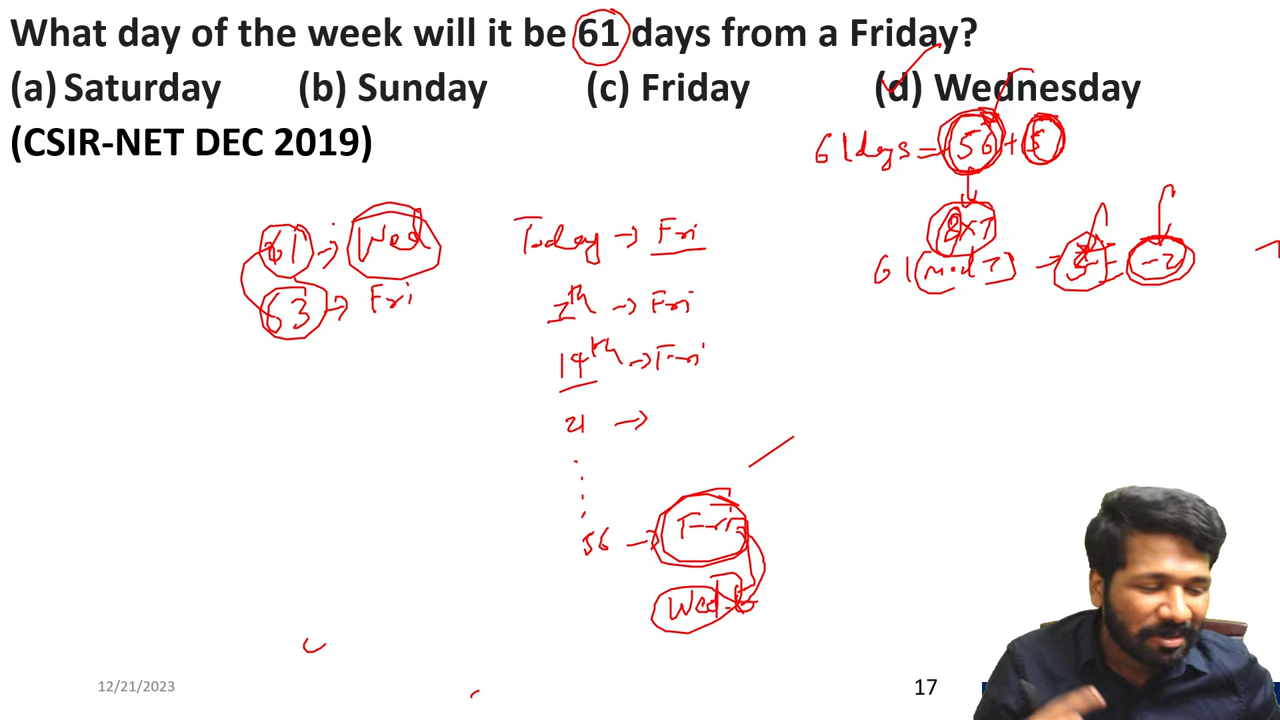 What day of the week will it be 61 days from a Friday?
(a) Saturday (b) Sunday (c) Friday (d) Wednesday
(CSIR-NET DEC 2019)
61 days = 56 + 5
8x7
61 (mod 7) → 5 = -2
61 → Wed
63 → Fri
Today → Fri
7th → Fri
14th → Fri
21 →
56 → Fri
Wed
12/21/2023
17